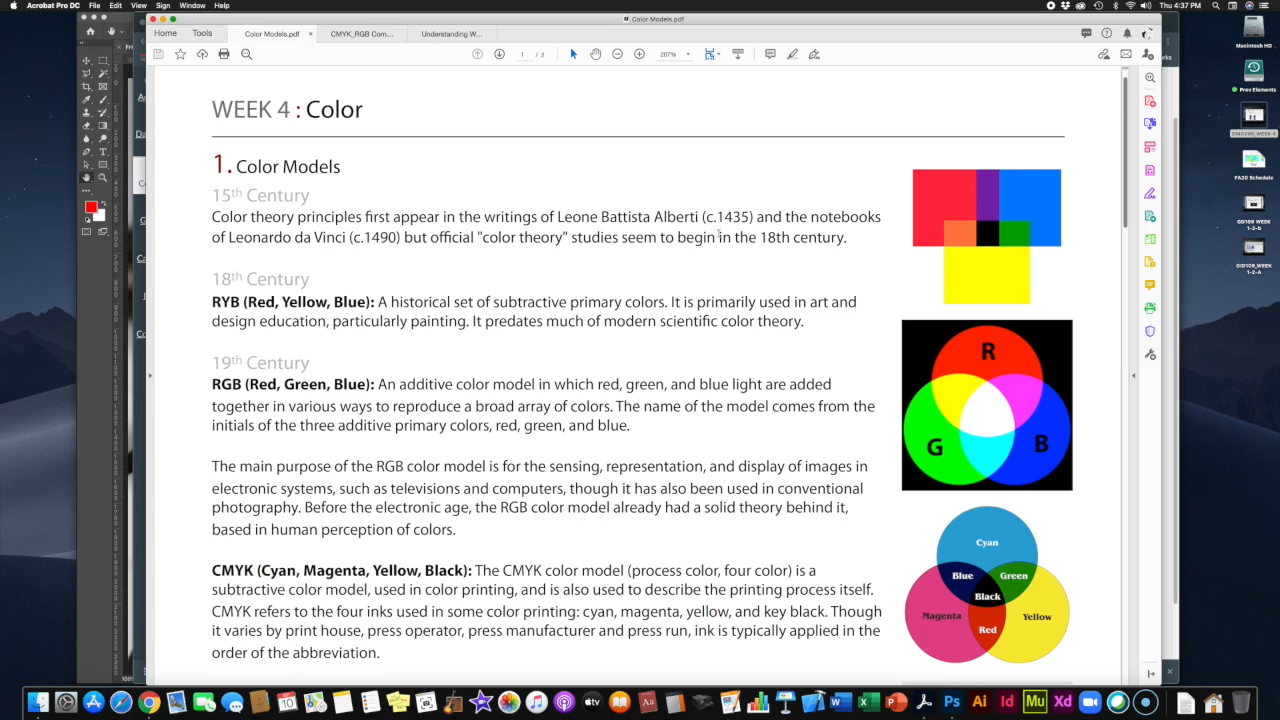 Acrobat Pro DC File Edit View Sign Window Help
Thu 4:37 PM
Color Models.pdf
Home Tools Color Models.pdf × CMYK_RGB Com... Understanding W...
1 / 2 207%
WEEK 4 : Color
1. Color Models
15th Century
Color theory principles first appear in the writings of Leone Battista Alberti (c.1435) and the notebooks
of Leonardo da Vinci (c.1490) but official "color theory" studies seem to begin in the 18th century.
18th Century
RYB (Red, Yellow, Blue): A historical set of subtractive primary colors. It is primarily used in art and
design education, particularly painting. It predates much of modern scientific color theory.
19th Century
RGB (Red, Green, Blue): An additive color model in which red, green, and blue light are added
together in various ways to reproduce a broad array of colors. The name of the model comes from the
initials of the three additive primary colors, red, green, and blue.
The main purpose of the RGB color model is for the sensing, representation, and display of images in
electronic systems, such as televisions and computers, though it has also been used in conventional
photography. Before the electronic age, the RGB color model already had a solid theory behind it,
based in human perception of colors.
CMYK (Cyan, Magenta, Yellow, Black): The CMYK color model (process color, four color) is a
subtractive color model, used in color printing, and is also used to describe the printing process itself.
CMYK refers to the four inks used in some color printing: cyan, magenta, yellow, and key black. Though
it varies by print house, press operator, press manufacturer and press run, ink is typically applied in the
order of the abbreviation.
R
G
B
Cyan
Blue
Green
Black
Magenta
Yellow
Red
Macintosh HD
Prev Elements
DMD200_WEEK 4
FA20 Schedule
GD109_WEEK
1-2-b
GID109_WEEK
1-2-A
tv
Aa
Ps Ai Id Mu Xd